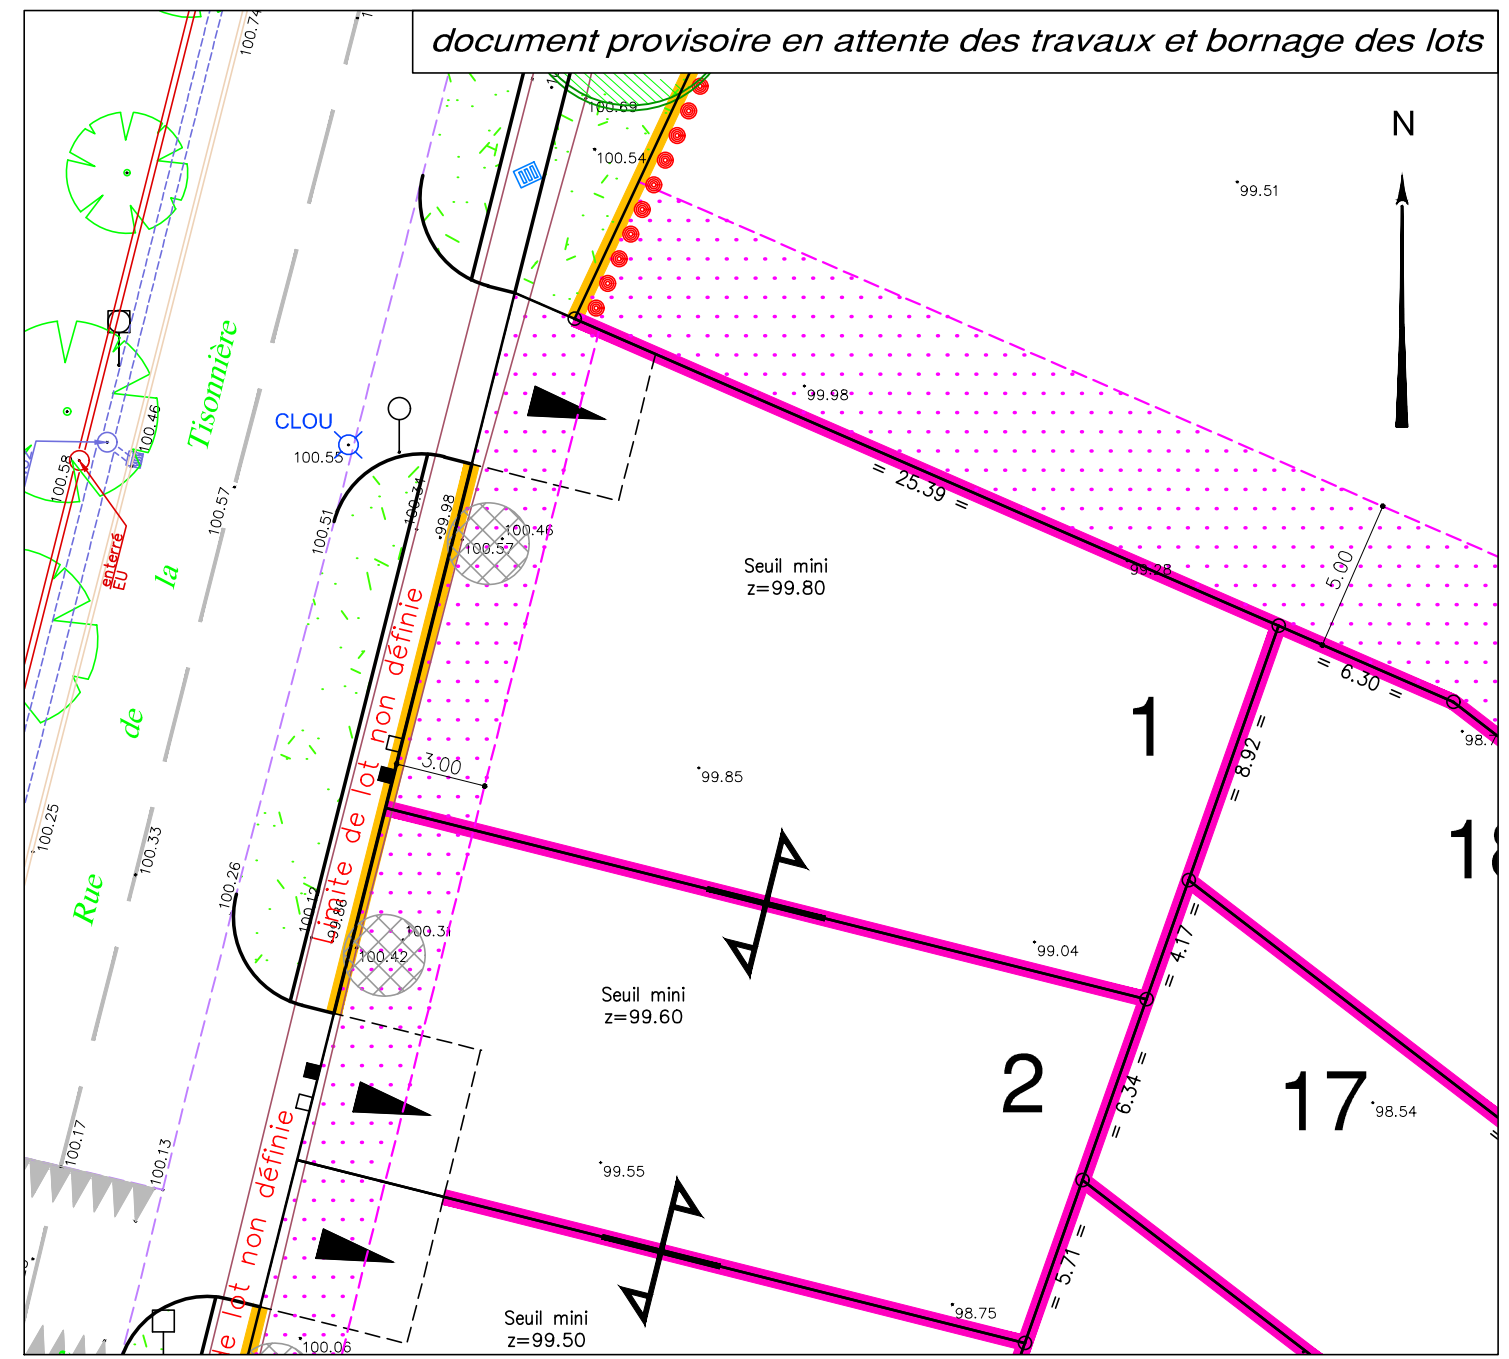 document provisoire en attente des travaux et bornage des lots
N
100.74
100.69
100.54
99.51
Rue de la Tisonnière
CLOU
100.55
100.46
100.58
100.57
100.51
100.34
99.98
100.46
100.57
enterré
EU
99.98
= 25.39 =
99.28
5.00
= 6.30 =
98.7
Seuil mini
z=99.80
1
= 8.92 =
18
Limite de lot non définie
3.00
99.85
100.25
100.33
100.26
100.12
99.86
100.31
100.42
99.04
= 4.17 =
Seuil mini
z=99.60
2
= 6.34 =
17
98.54
100.17
100.13
99.55
de lot non définie
= 5.71 =
98.75
Seuil mini
z=99.50
100.06